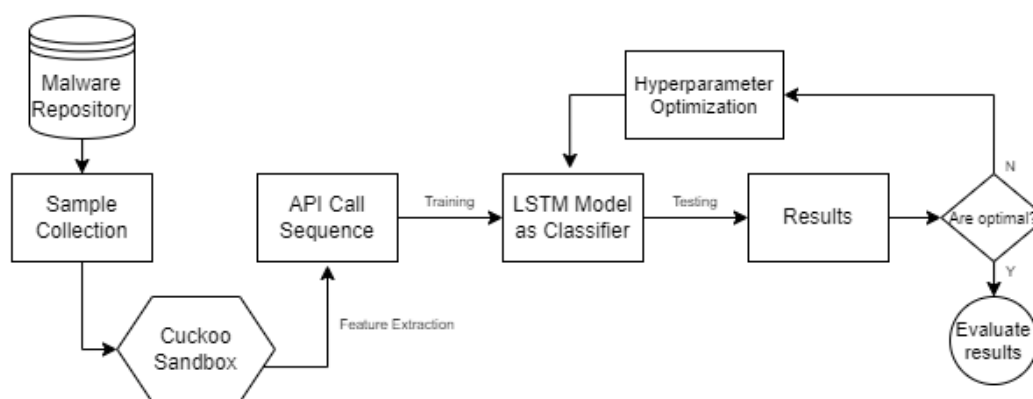 Malware
Repository
Sample
Collection
Cuckoo
Sandbox
Feature Extraction
API Call
Sequence
Training
LSTM Model
as Classifier
Testing
Results
Are optimal?
N
Hyperparameter
Optimization
Y
Evaluate
results